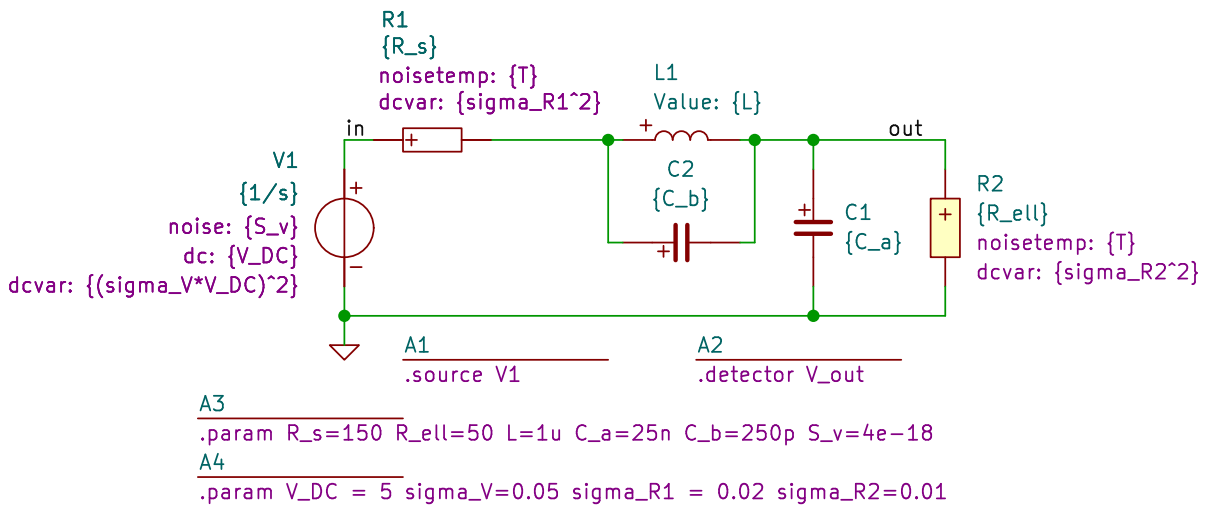 R1
{R_s}
noisetemp: {T}
dcvar: {sigma_R1^2}
L1
Value: {L}
in
out
V1
{1/s}
noise: {S_v}
dc: {V_DC}
dcvar: {(sigma_V*V_DC)^2}
C2
{C_b}
C1
{C_a}
R2
{R_ell}
noisetemp: {T}
dcvar: {sigma_R2^2}
A1
.source V1
A2
.detector V_out
A3
.param R_s=150 R_ell=50 L=1u C_a=25n C_b=250p S_v=4e-18
A4
.param V_DC = 5 sigma_V=0.05 sigma_R1 = 0.02 sigma_R2=0.01